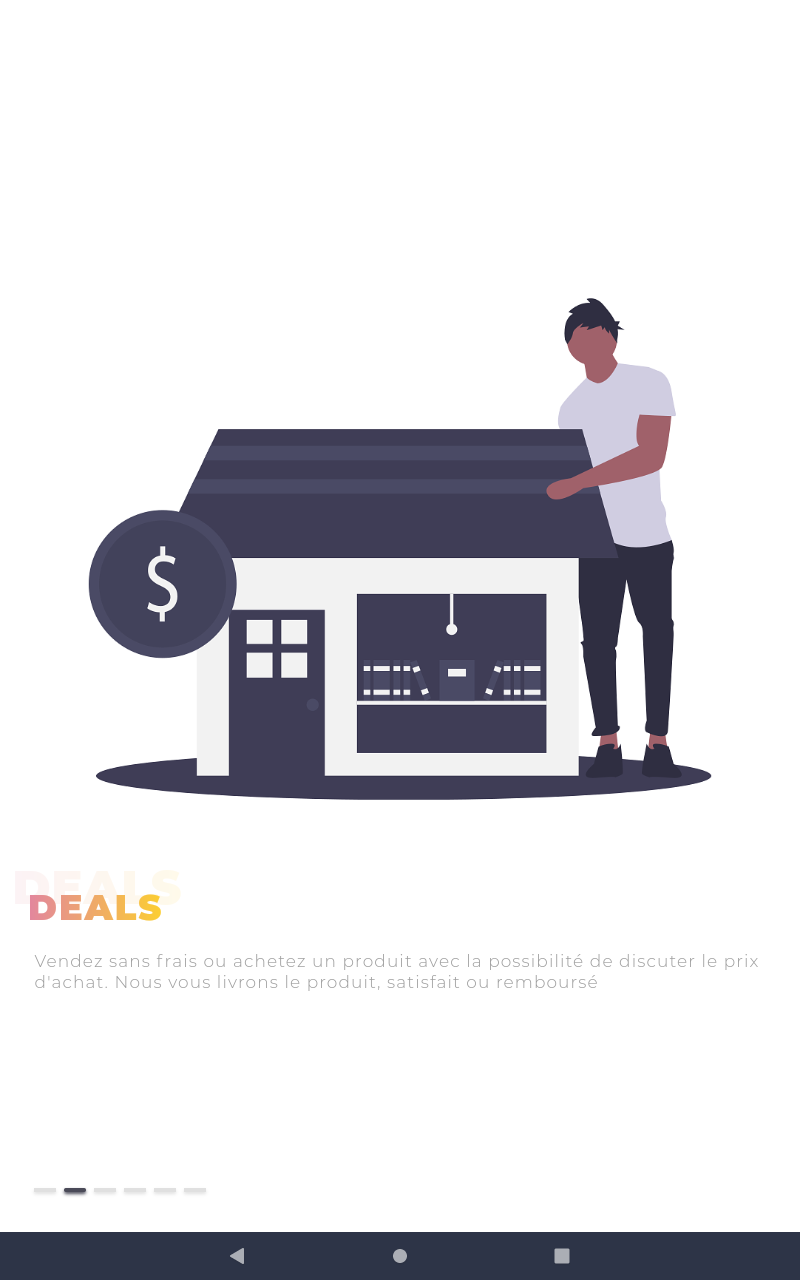 $
DEALS
DEALS
Vendez sans frais ou achetez un produit avec la possibilité de discuter le prix
d'achat. Nous vous livrons le produit, satisfait ou remboursé